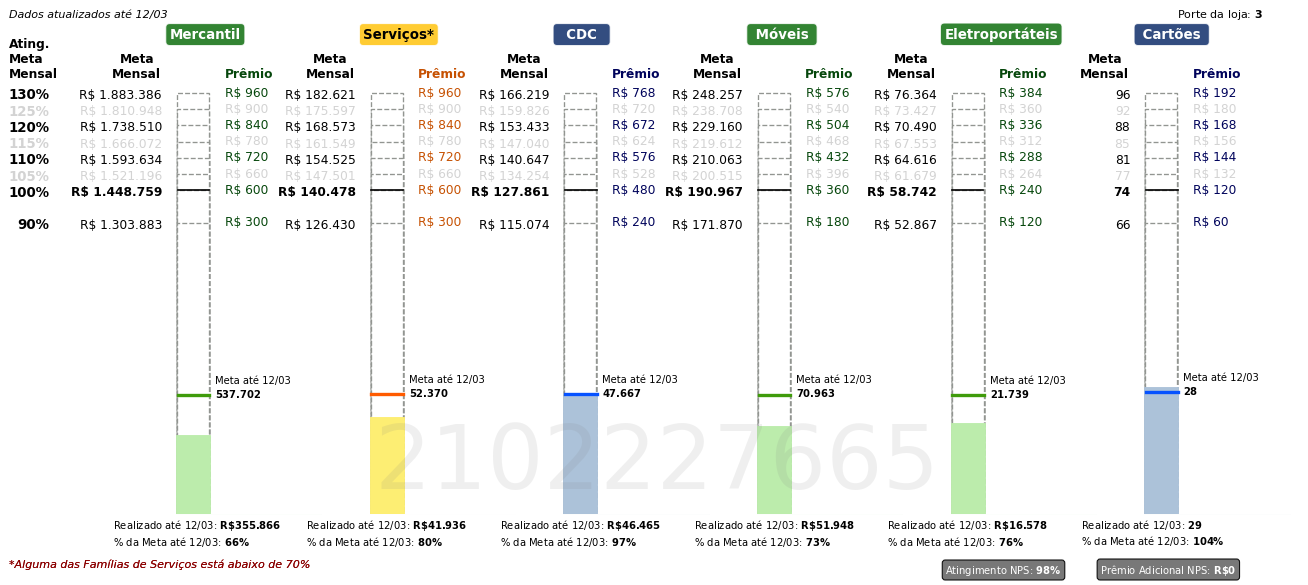 Dados atualizados até 12/03
Porte da loja: 3
Mercantil Serviços* CDC Móveis Eletroportáteis Cartões
Ating. Meta Mensal
Meta Mensal Prêmio Meta Mensal Prêmio Meta Mensal Prêmio Meta Mensal Prêmio Meta Mensal Prêmio Meta Mensal Prêmio
130% R$ 1.883.386 R$ 960 R$ 182.621 R$ 960 R$ 166.219 R$ 768 R$ 248.257 R$ 576 R$ 76.364 R$ 384 96 R$ 192
125% R$ 1.810.948 R$ 900 R$ 175.597 R$ 900 R$ 159.826 R$ 720 R$ 238.708 R$ 540 R$ 73.427 R$ 360 92 R$ 180
120% R$ 1.738.510 R$ 840 R$ 168.573 R$ 840 R$ 153.433 R$ 672 R$ 229.160 R$ 504 R$ 70.490 R$ 336 88 R$ 168
115% R$ 1.666.072 R$ 780 R$ 161.549 R$ 780 R$ 147.040 R$ 624 R$ 219.612 R$ 468 R$ 67.553 R$ 312 85 R$ 156
110% R$ 1.593.634 R$ 720 R$ 154.525 R$ 720 R$ 140.647 R$ 576 R$ 210.063 R$ 432 R$ 64.616 R$ 288 81 R$ 144
105% R$ 1.521.196 R$ 660 R$ 147.501 R$ 660 R$ 134.254 R$ 528 R$ 200.515 R$ 396 R$ 61.679 R$ 264 77 R$ 132
100% R$ 1.448.759 R$ 600 R$ 140.478 R$ 600 R$ 127.861 R$ 480 R$ 190.967 R$ 360 R$ 58.742 R$ 240 74 R$ 120
90% R$ 1.303.883 R$ 300 R$ 126.430 R$ 300 R$ 115.074 R$ 240 R$ 171.870 R$ 180 R$ 52.867 R$ 120 66 R$ 60
Meta até 12/03 Meta até 12/03 Meta até 12/03 Meta até 12/03 Meta até 12/03 Meta até 12/03
537.702 52.370 47.667 70.963 21.739 28
2102227665
Realizado até 12/03: R$355.866 Realizado até 12/03: R$41.936 Realizado até 12/03: R$46.465 Realizado até 12/03: R$51.948 Realizado até 12/03: R$16.578 Realizado até 12/03: 29
% da Meta até 12/03: 66% % da Meta até 12/03: 80% % da Meta até 12/03: 97% % da Meta até 12/03: 73% % da Meta até 12/03: 76% % da Meta até 12/03: 104%
*Alguma das Famílias de Serviços está abaixo de 70%
Atingimento NPS: 98% Prêmio Adicional NPS: R$0